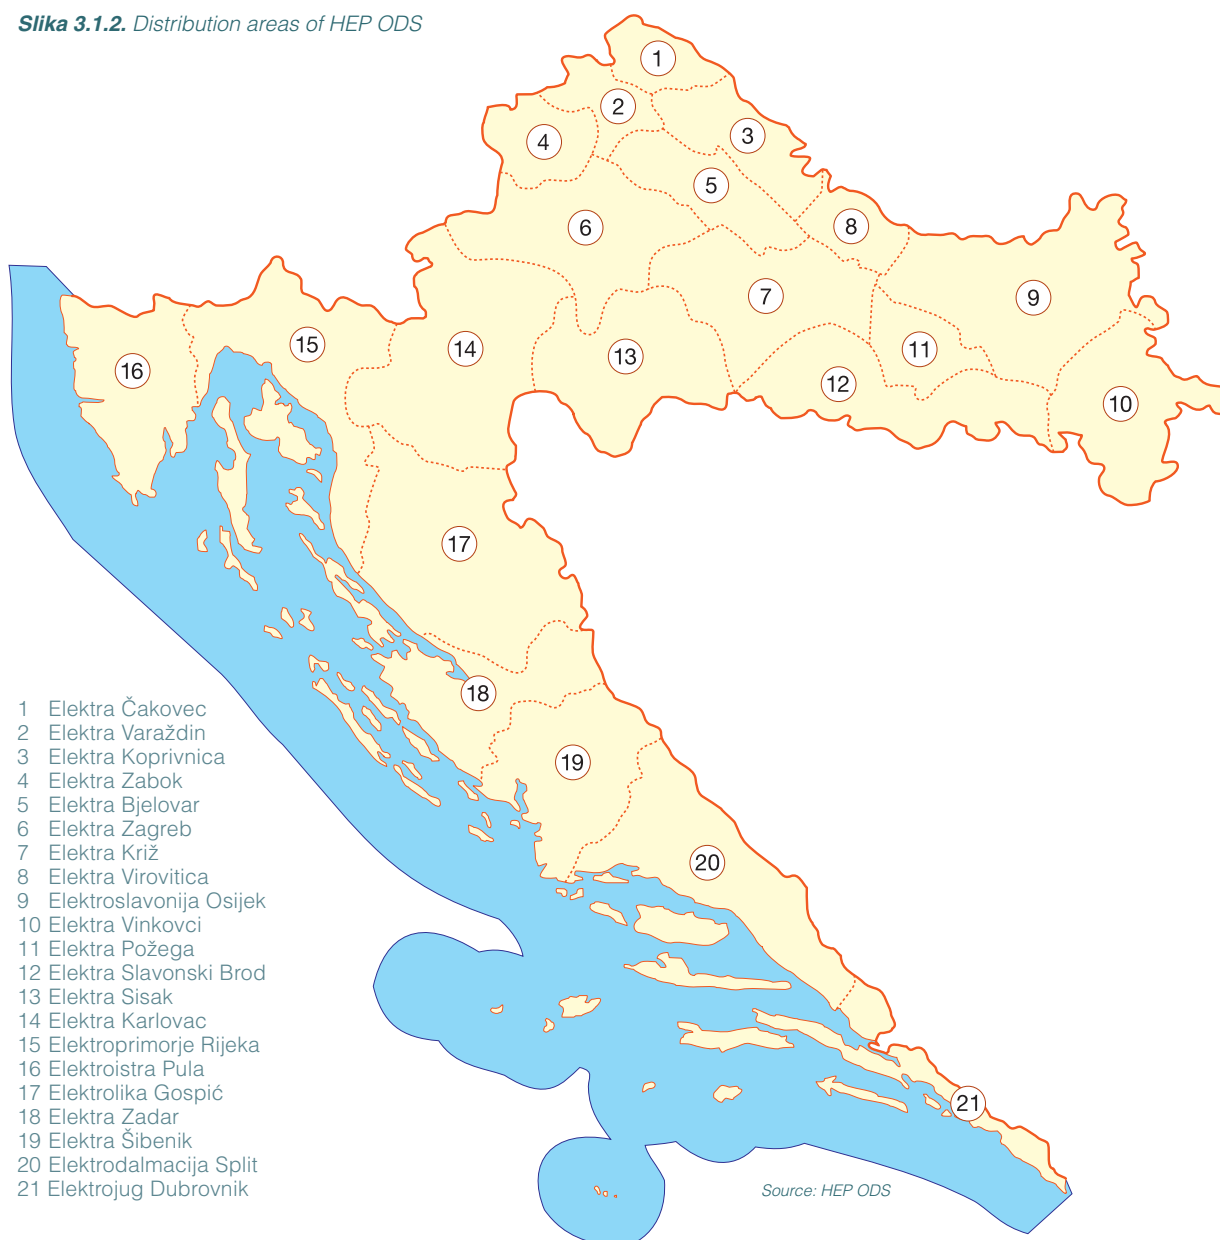 Slika 3.1.2. Distribution areas of HEP ODS
1
2
3
4
5
6
8
7
9
15
14
13
11
16
12
10
17
18
19
20
21
1 Elektra Čakovec
2 Elektra Varaždin
3 Elektra Koprivnica
4 Elektra Zabok
5 Elektra Bjelovar
6 Elektra Zagreb
7 Elektra Križ
8 Elektra Virovitica
9 Elektroslavonija Osijek
10 Elektra Vinkovci
11 Elektra Požega
12 Elektra Slavonski Brod
13 Elektra Sisak
14 Elektra Karlovac
15 Elektroprimorje Rijeka
16 Elektroistra Pula
17 Elektrolika Gospić
18 Elektra Zadar
19 Elektra Šibenik
20 Elektrodalmacija Split
21 Elektrojug Dubrovnik
Source: HEP ODS